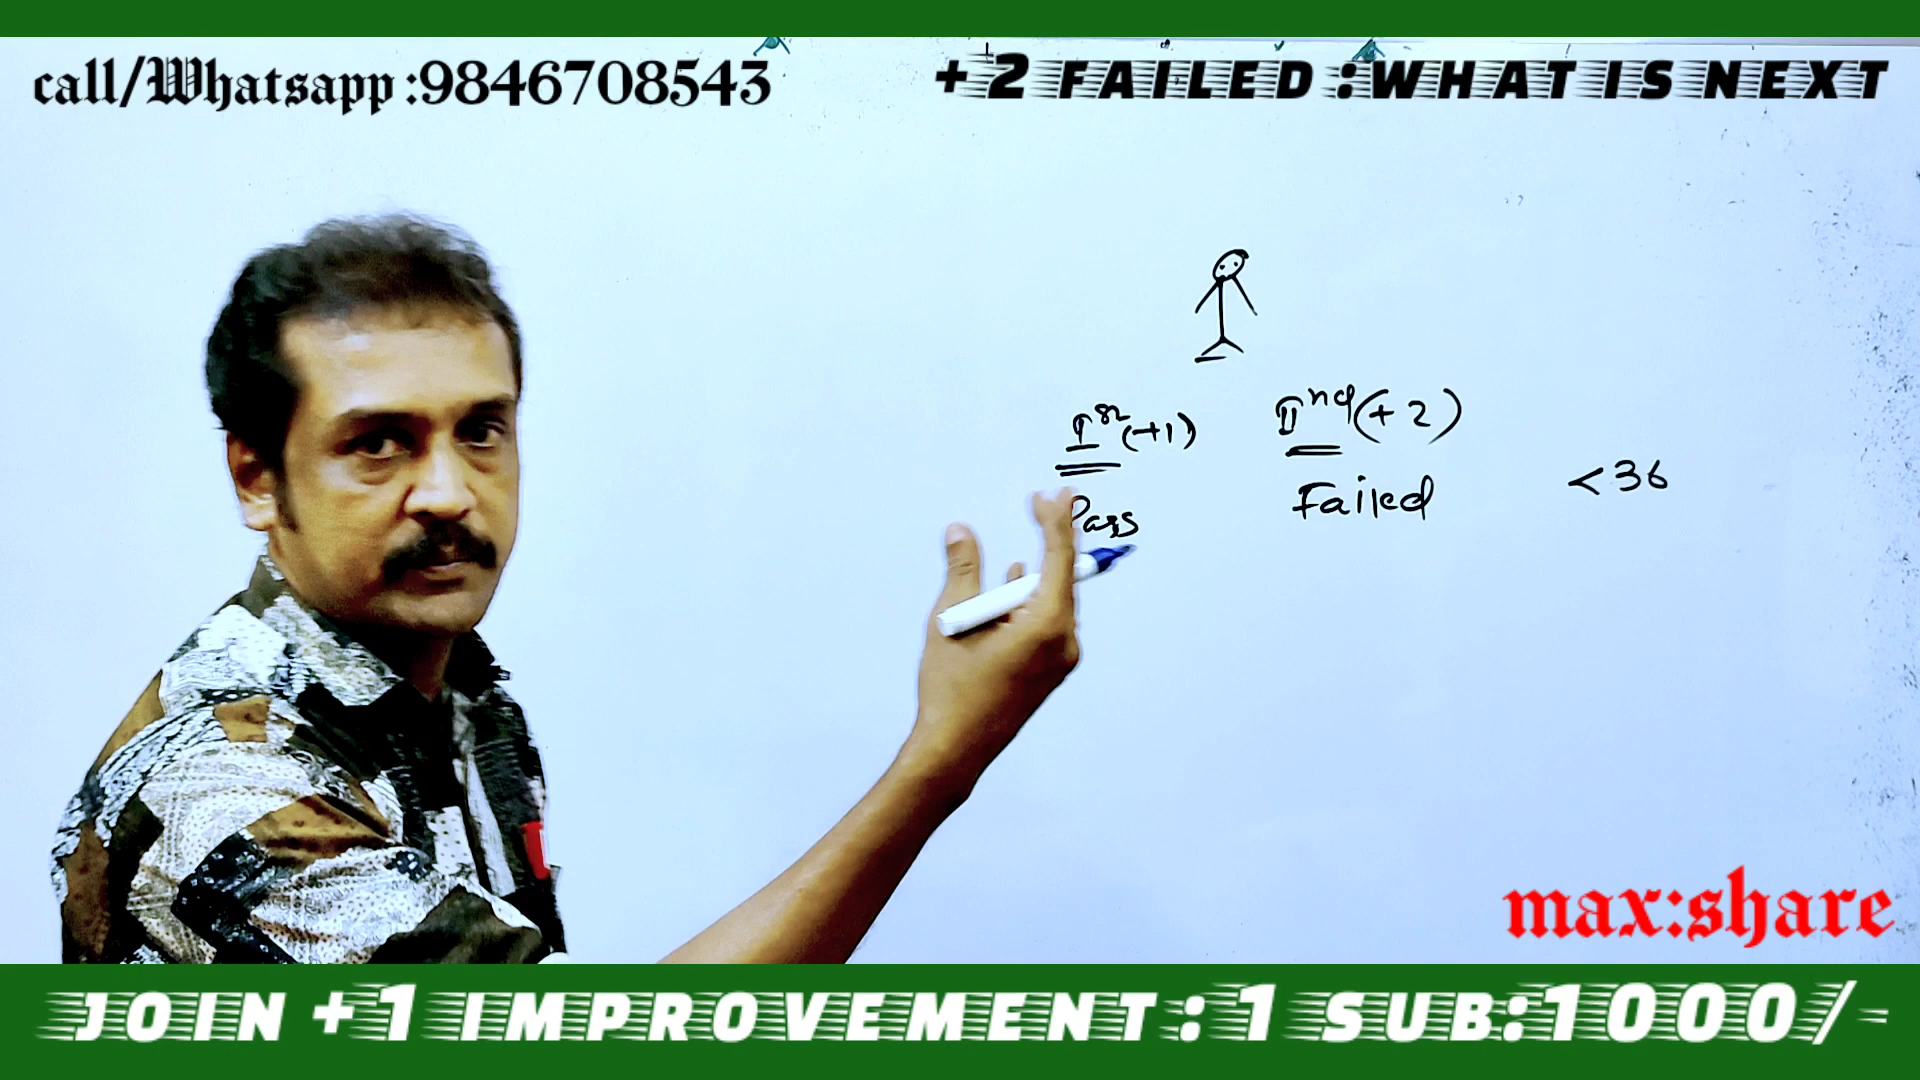 call/Whatsapp :9846708543
+2 FAILED :WHAT IS NEXT
IInd (+2)
(+1)
Pass
Failed
<36
max:share
JOIN +1 IMPROVEMENT : 1 SUB:1000/-